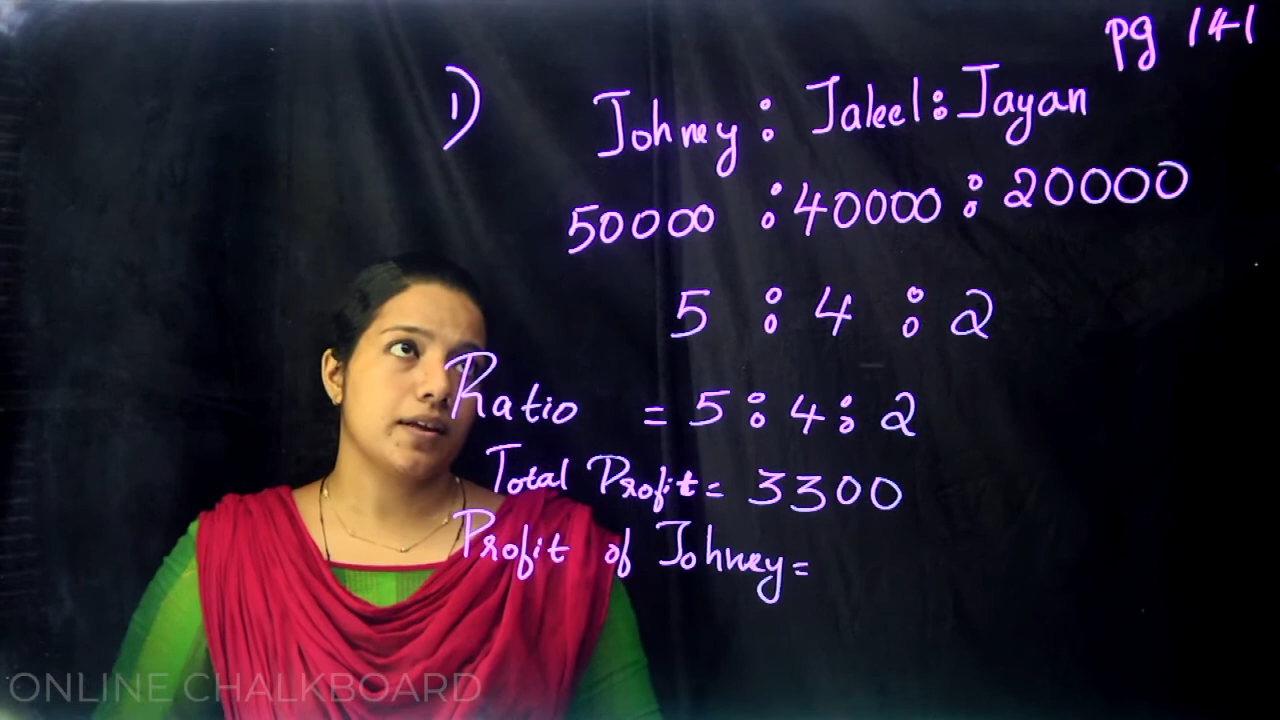 pg 141
1) Johney : Jaleel : Jayan
50000 : 40000 : 20000
5 : 4 : 2
Ratio = 5 : 4 : 2
Total Profit = 3300
Profit of Johney =
ONLINE CHALKBOARD